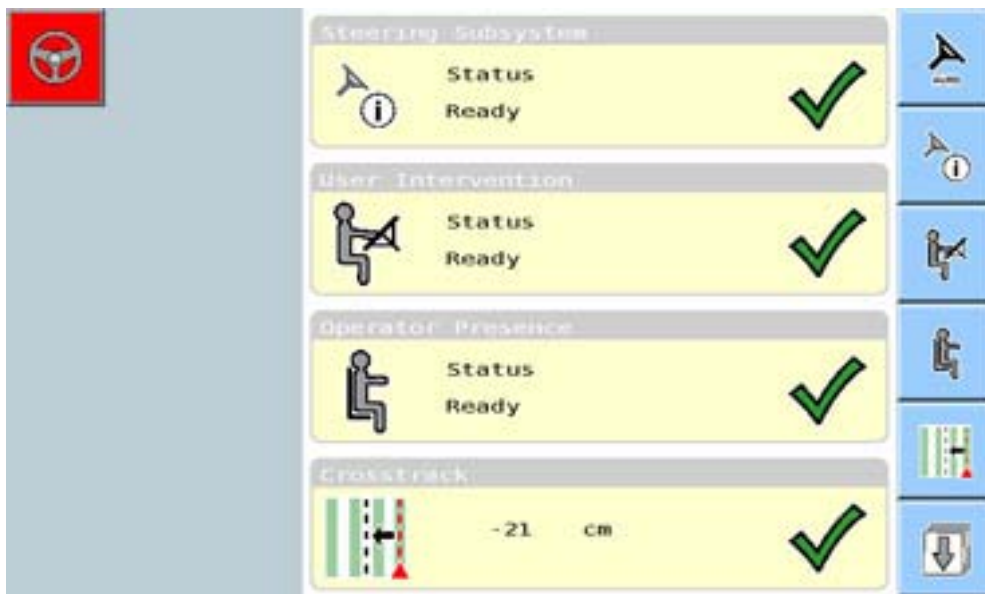 Steering Subsystem
Status
Ready
User Intervention
Status
Ready
Operator Presence
Status
Ready
Crosstrack
-21 cm